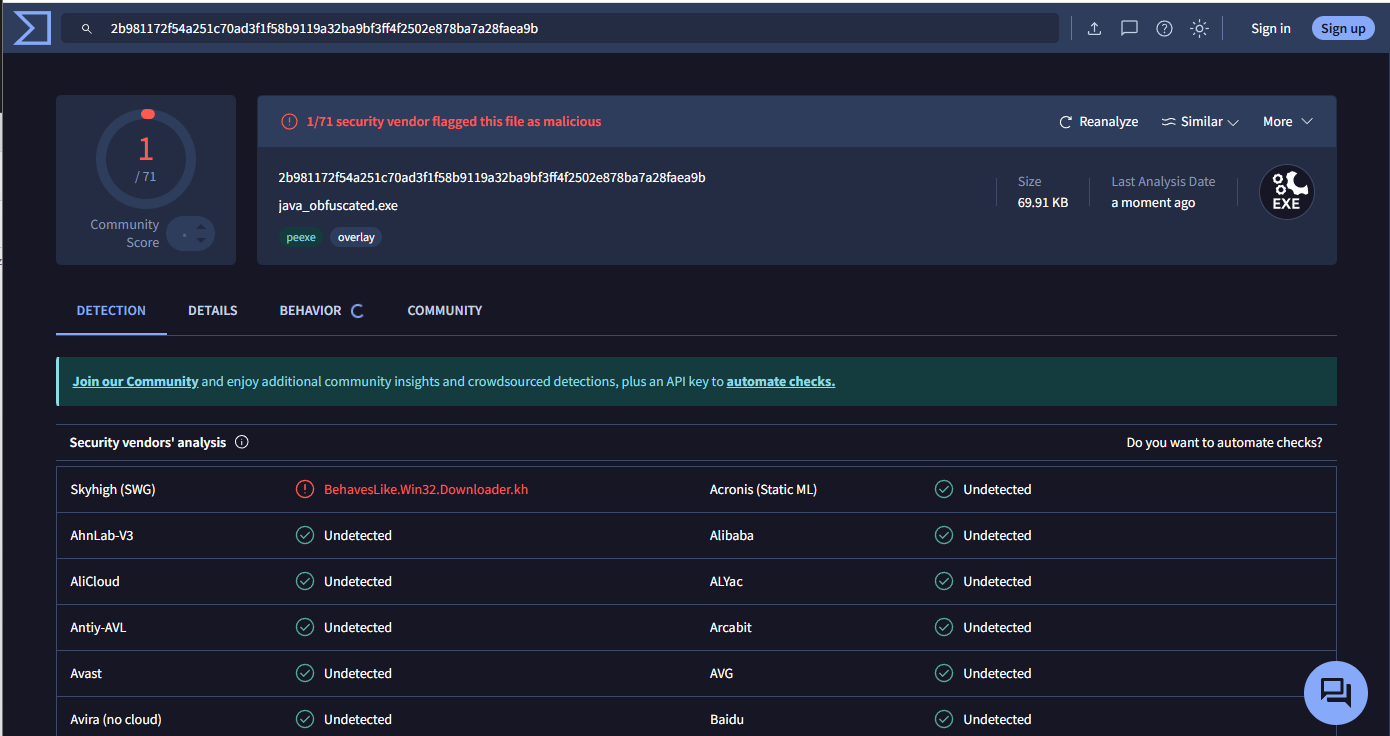 2b981172f54a251c70ad3f1f58b9119a32ba9bf3ff4f2502e878ba7a28faea9b
Sign in
Sign up
1
/ 71
Community
Score
1/71 security vendor flagged this file as malicious
Reanalyze
Similar
More
2b981172f54a251c70ad3f1f58b9119a32ba9bf3ff4f2502e878ba7a28faea9b
java_obfuscated.exe
peexe
overlay
Size
69.91 KB
Last Analysis Date
a moment ago
EXE
DETECTION
DETAILS
BEHAVIOR
COMMUNITY
Join our Community and enjoy additional community insights and crowdsourced detections, plus an API key to automate checks.
Security vendors' analysis
Do you want to automate checks?
Skyhigh (SWG) BehavesLike.Win32.Downloader.kh Acronis (Static ML) Undetected
AhnLab-V3 Undetected Alibaba Undetected
AliCloud Undetected ALYac Undetected
Antiy-AVL Undetected Arcabit Undetected
Avast Undetected AVG Undetected
Avira (no cloud) Undetected Baidu Undetected